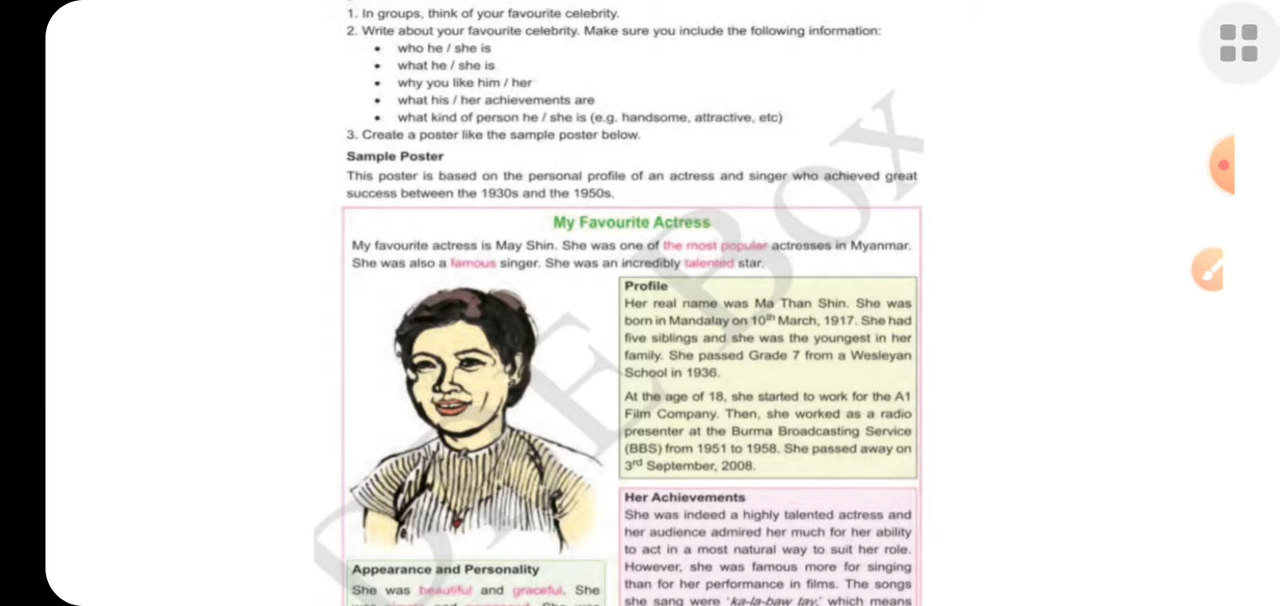 1. In groups, think of your favourite celebrity.
2. Write about your favourite celebrity. Make sure you include the following information:
• who he / she is
• what he / she is
• why you like him / her
• what his / her achievements are
• what kind of person he / she is (e.g. handsome, attractive, etc)
3. Create a poster like the sample poster below.
Sample Poster
This poster is based on the personal profile of an actress and singer who achieved great
success between the 1930s and the 1950s.
My Favourite Actress
My favourite actress is May Shin. She was one of the most popular actresses in Myanmar.
She was also a famous singer. She was an incredibly talented star.
Profile
Her real name was Ma Than Shin. She was
born in Mandalay on 10th March, 1917. She had
five siblings and she was the youngest in her
family. She passed Grade 7 from a Wesleyan
School in 1936.
At the age of 18, she started to work for the A1
Film Company. Then, she worked as a radio
presenter at the Burma Broadcasting Service
(BBS) from 1951 to 1958. She passed away on
3rd September, 2008.
Her Achievements
She was indeed a highly talented actress and
her audience admired her much for her ability
to act in a most natural way to suit her role.
However, she was famous more for singing
than for her performance in films. The songs
she sang were 'ka-la-baw tay,' which means
Appearance and Personality
She was beautiful and graceful. She